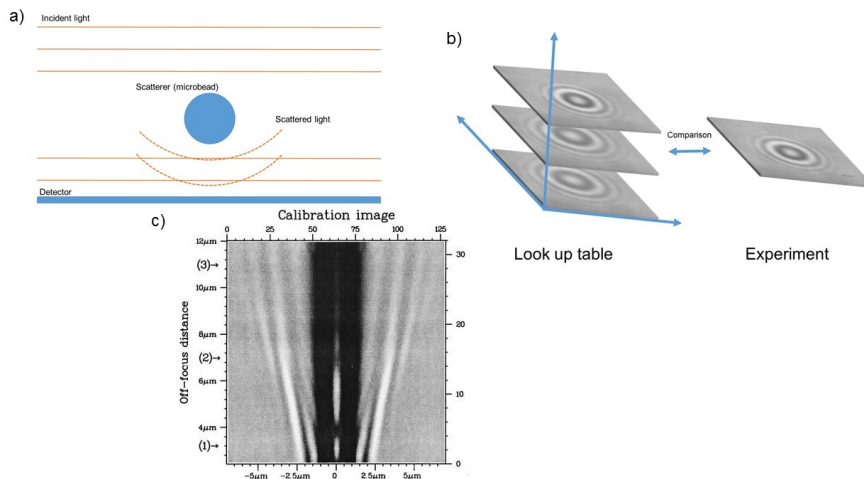 a)
Incident light
Scatterer (microbead)
Scattered light
Detector
b)
Comparison
Look up table
Experiment
c)
Calibration image
0 25 50 75 100 125
Off-focus distance
12μm
(3)→
10μm
8μm
(2)→
6μm
4μm
(1)→
30
20
10
0
−5μm −2.5μm 0 2.5μm 5μm